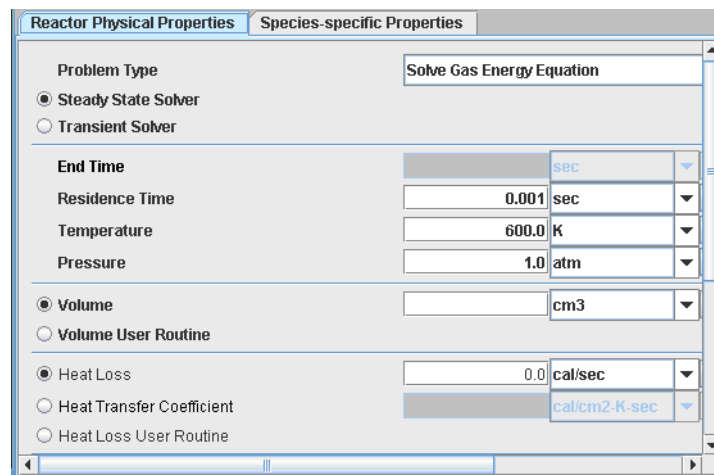 Reactor Physical Properties Species-specific Properties
Problem Type Solve Gas Energy Equation
Steady State Solver
Transient Solver
End Time sec
Residence Time 0.001 sec
Temperature 600.0 K
Pressure 1.0 atm
Volume cm3
Volume User Routine
Heat Loss 0.0 cal/sec
Heat Transfer Coefficient cal/cm2-K-sec
Heat Loss User Routine